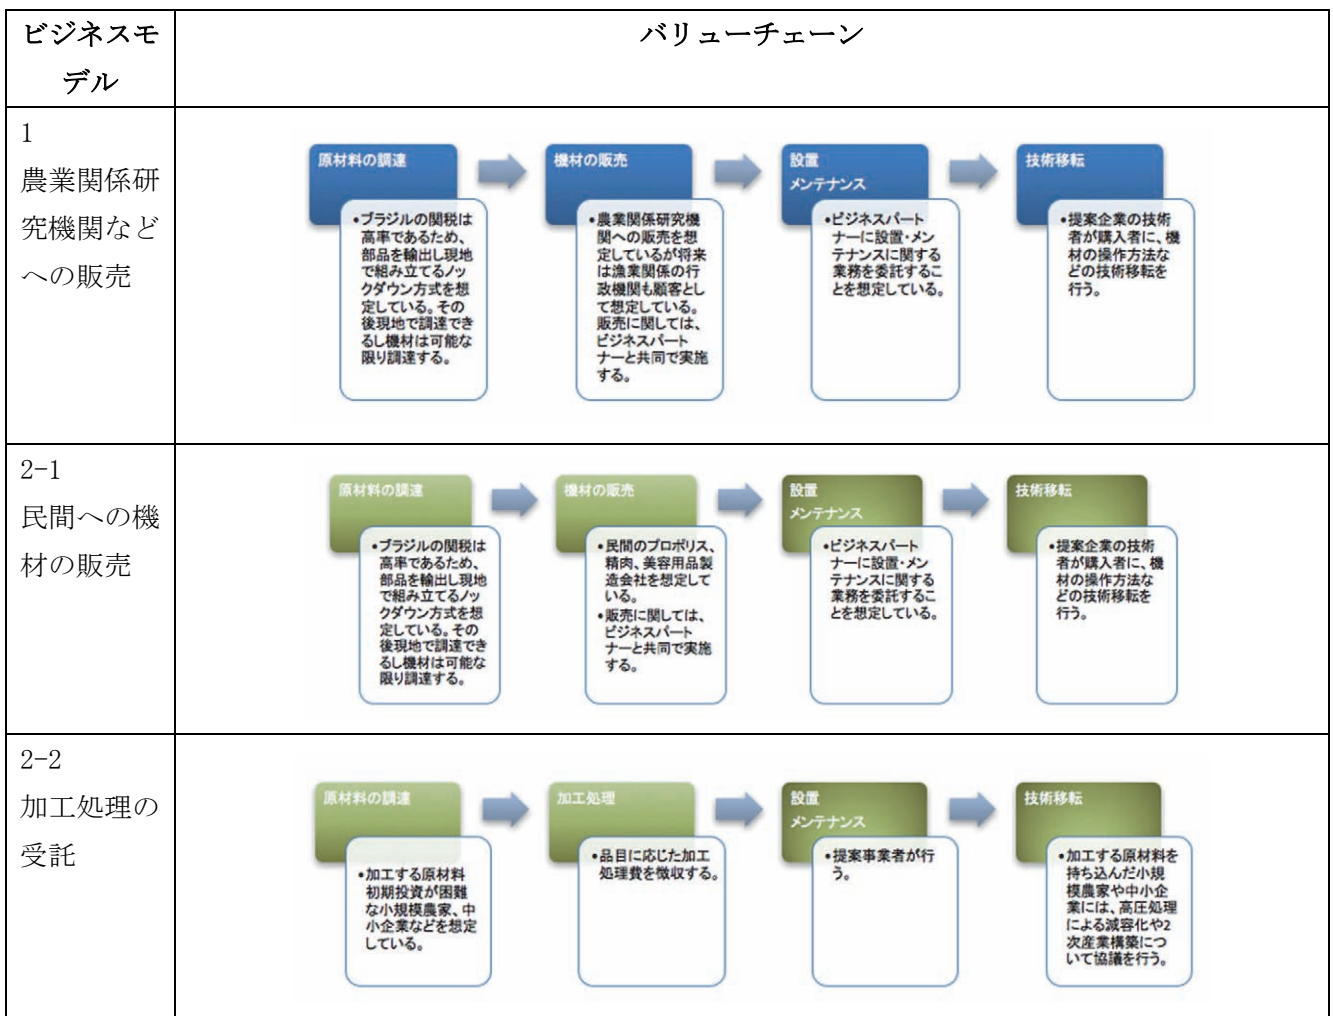 ビジネスモ
デル
バリューチェーン
1
農業関係研
究機関など
への販売
原材料の調達
•ブラジルの関税は
高率であるため、
部品を輸出し現地
で組み立てるノッ
クダウン方式を想
定している。その
後現地で調達でき
るし機材は可能な
限り調達する。
機材の販売
•農業関係研究機
関への販売を想
定しているが将来
は漁業関係の行
政機関も顧客とし
て想定している。
販売に関しては、
ビジネスパート
ナーと共同で実施
する。
設置
メンテナンス
•ビジネスパート
ナーに設置・メン
テナンスに関する
業務を委託するこ
とを想定している。
技術移転
•提案企業の技術
者が購入者に、機
材の操作方法な
どの技術移転を
行う。
2-1
民間への機
材の販売
原材料の調達
•ブラジルの関税は
高率であるため、
部品を輸出し現地
で組み立てるノッ
クダウン方式を想
定している。その
後現地で調達でき
るし機材は可能な
限り調達する。
機材の販売
•民間のプロポリス、
精肉、美容用品製
造会社を想定して
いる。
•販売に関しては、
ビジネスパート
ナーと共同で実施
する。
設置
メンテナンス
•ビジネスパート
ナーに設置・メン
テナンスに関する
業務を委託するこ
とを想定している。
技術移転
•提案企業の技術
者が購入者に、機
材の操作方法な
どの技術移転を
行う。
2-2
加工処理の
受託
原材料の調達
•加工する原材料
初期投資が困難
な小規模農家、中
小企業などを想定
している。
加工処理
•品目に応じた加工
処理費を徴収する。
設置
メンテナンス
•提案事業者が行
う。
技術移転
•加工する原材料を
持ち込んだ小規
模農家や中小企
業には、高圧処理
による減容化や2
次産業構築につ
いて協議を行う。